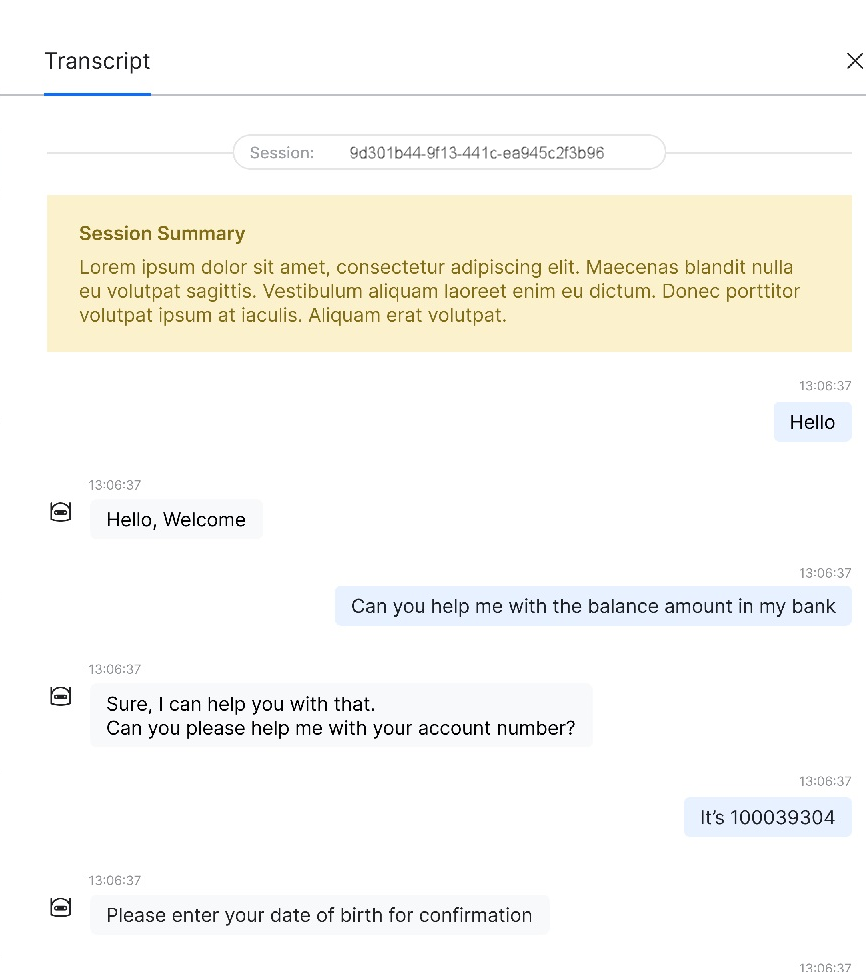 Transcript
Session: 9d301b44-9f13-441c-ea945c2f3b96
Session Summary
Lorem ipsum dolor sit amet, consectetur adipiscing elit. Maecenas blandit nulla
eu volutpat sagittis. Vestibulum aliquam laoreet enim eu dictum. Donec porttitor
volutpat ipsum at iaculis. Aliquam erat volutpat.
13:06:37
Hello
13:06:37
Hello, Welcome
13:06:37
Can you help me with the balance amount in my bank
13:06:37
Sure, I can help you with that.
Can you please help me with your account number?
13:06:37
It’s 100039304
13:06:37
Please enter your date of birth for confirmation
13:06:37